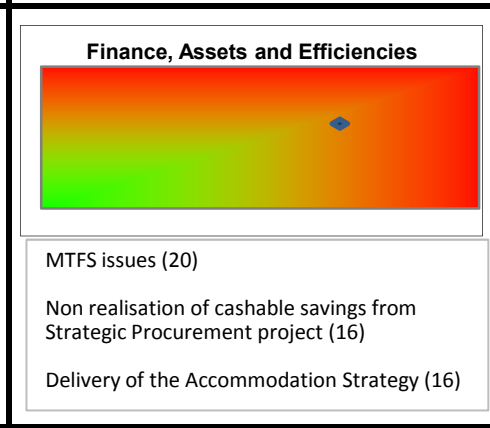 Finance, Assets and Efficiencies
MTFS issues (20)
Non realisation of cashable savings from
Strategic Procurement project (16)
Delivery of the Accommodation Strategy (16)